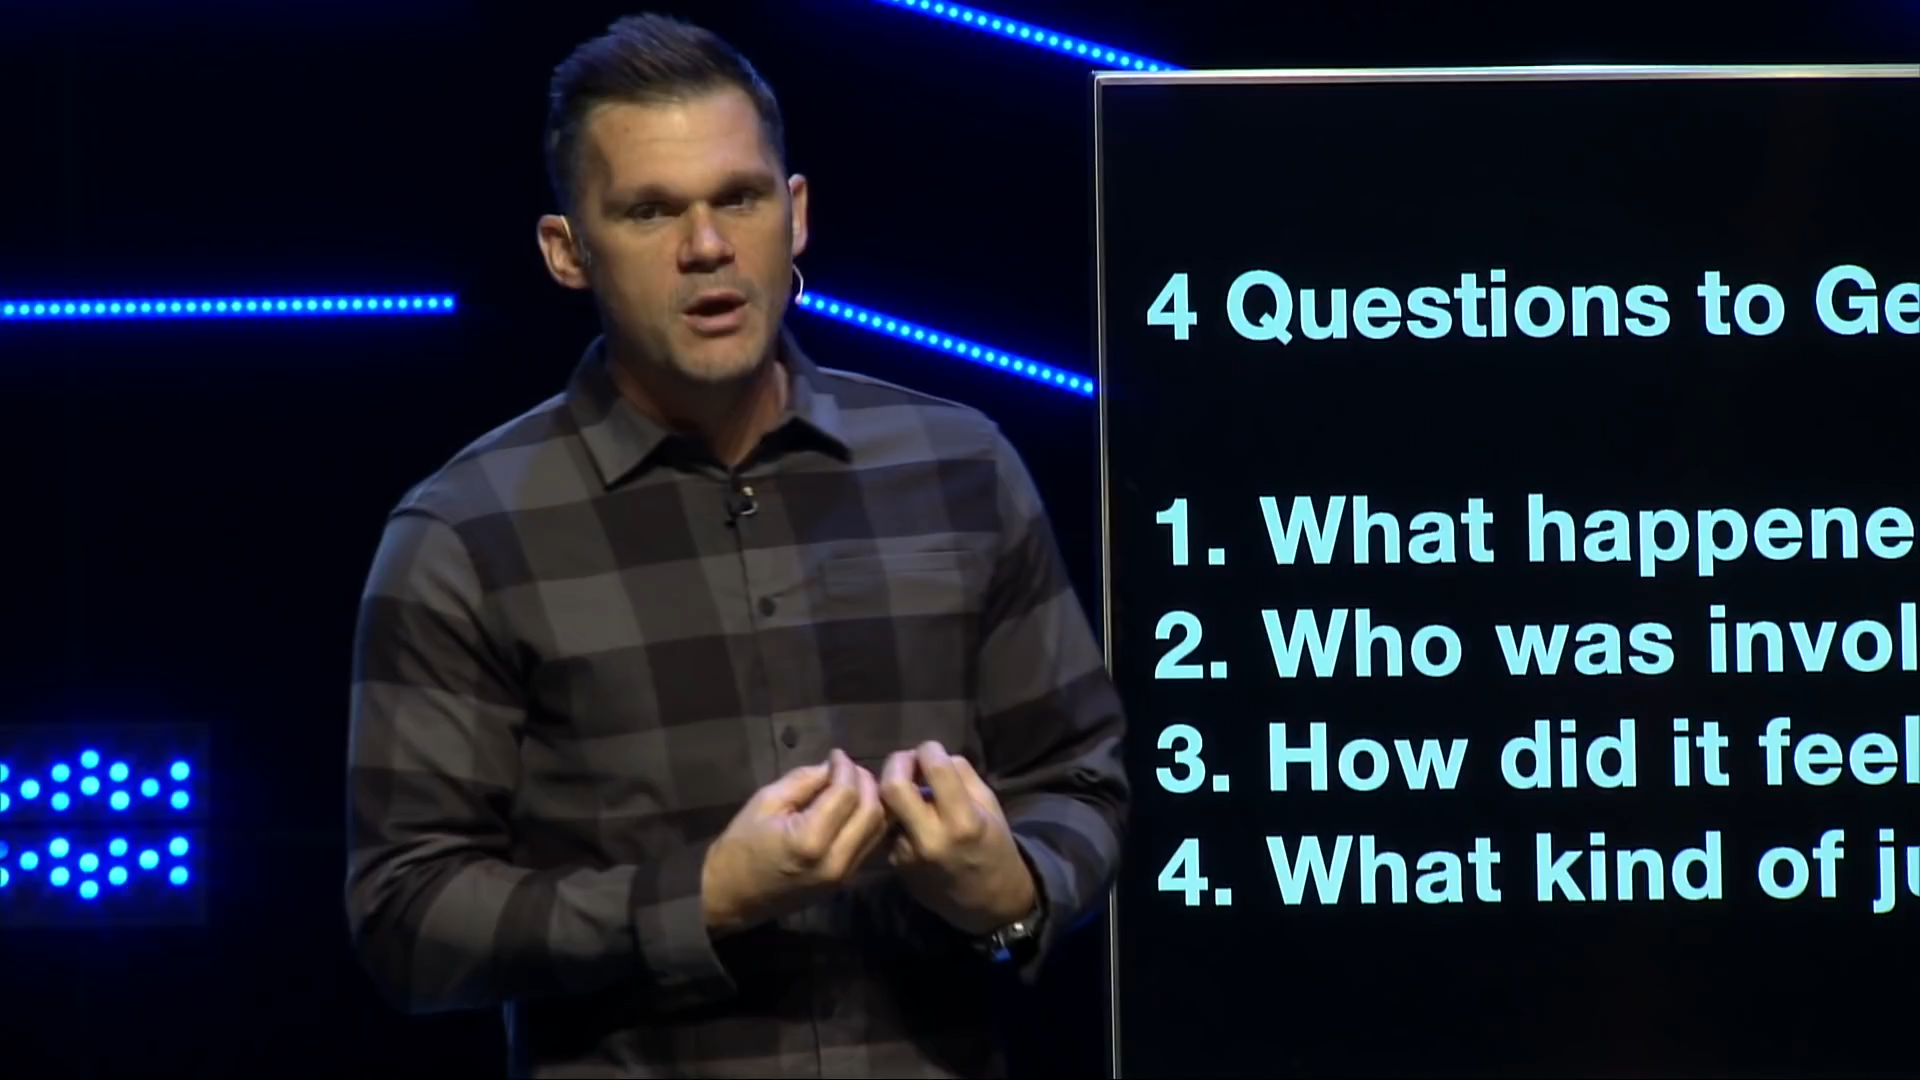 4 Questions to Ge
1. What happene
2. Who was invol
3. How did it feel
4. What kind of ju